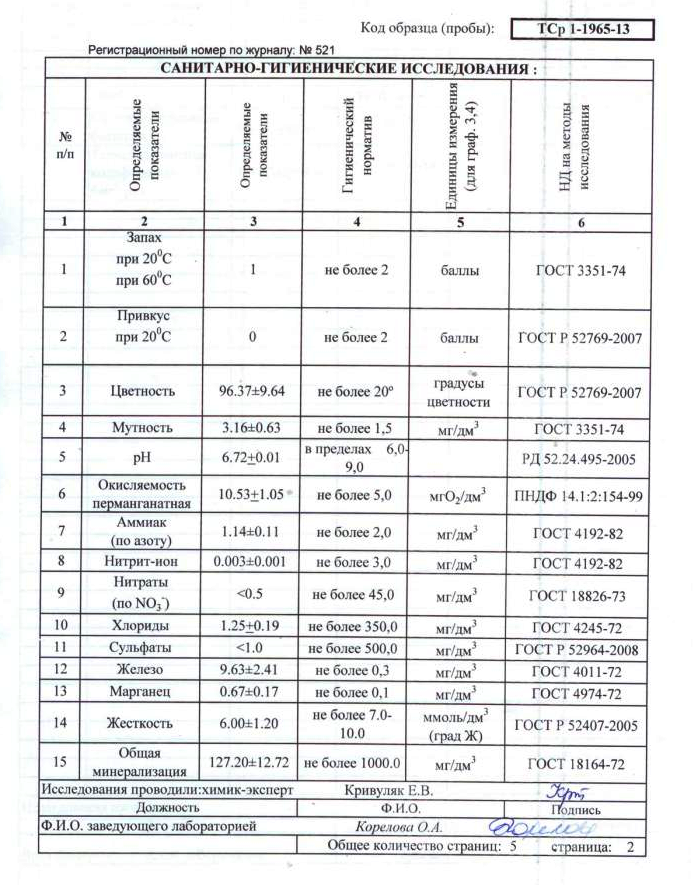 Код образца (пробы): ТСр 1-1965-13
Регистрационный номер по журналу: № 521
САНИТАРНО-ГИГИЕНИЧЕСКИЕ ИССЛЕДОВАНИЯ :
№ п/п Определяемые показатели Определяемые показатели Гигиенический норматив Единицы измерения (для граф. 3,4) НД на методы исследования
1 2 3 4 5 6
1 Запах при 20⁰С при 60⁰С 1 не более 2 баллы ГОСТ 3351-74
2 Привкус при 20⁰С 0 не более 2 баллы ГОСТ Р 52769-2007
3 Цветность 96.37±9.64 не более 20º градусы цветности ГОСТ Р 52769-2007
4 Мутность 3.16±0.63 не более 1,5 мг/дм³ ГОСТ 3351-74
5 рН 6.72±0.01 в пределах 6,0-9,0 РД 52.24.495-2005
6 Окисляемость перманганатная 10.53±1.05 не более 5,0 мгО₂/дм³ ПНДФ 14.1:2:154-99
7 Аммиак (по азоту) 1.14±0.11 не более 2,0 мг/дм³ ГОСТ 4192-82
8 Нитрит-ион 0.003±0.001 не более 3,0 мг/дм³ ГОСТ 4192-82
9 Нитраты (по NO₃⁻) <0.5 не более 45,0 мг/дм³ ГОСТ 18826-73
10 Хлориды 1.25±0.19 не более 350,0 мг/дм³ ГОСТ 4245-72
11 Сульфаты <1.0 не более 500,0 мг/дм³ ГОСТ Р 52964-2008
12 Железо 9.63±2.41 не более 0,3 мг/дм³ ГОСТ 4011-72
13 Марганец 0.67±0.17 не более 0,1 мг/дм³ ГОСТ 4974-72
14 Жесткость 6.00±1.20 не более 7.0-10.0 ммоль/дм³ (град Ж) ГОСТ Р 52407-2005
15 Общая минерализация 127.20±12.72 не более 1000.0 мг/дм³ ГОСТ 18164-72
Исследования проводили:химик-эксперт Кривуляк Е.В.
Должность Ф.И.О. Подпись
Ф.И.О. заведующего лабораторией Корелова О.А.
Общее количество страниц: 5 страница: 2